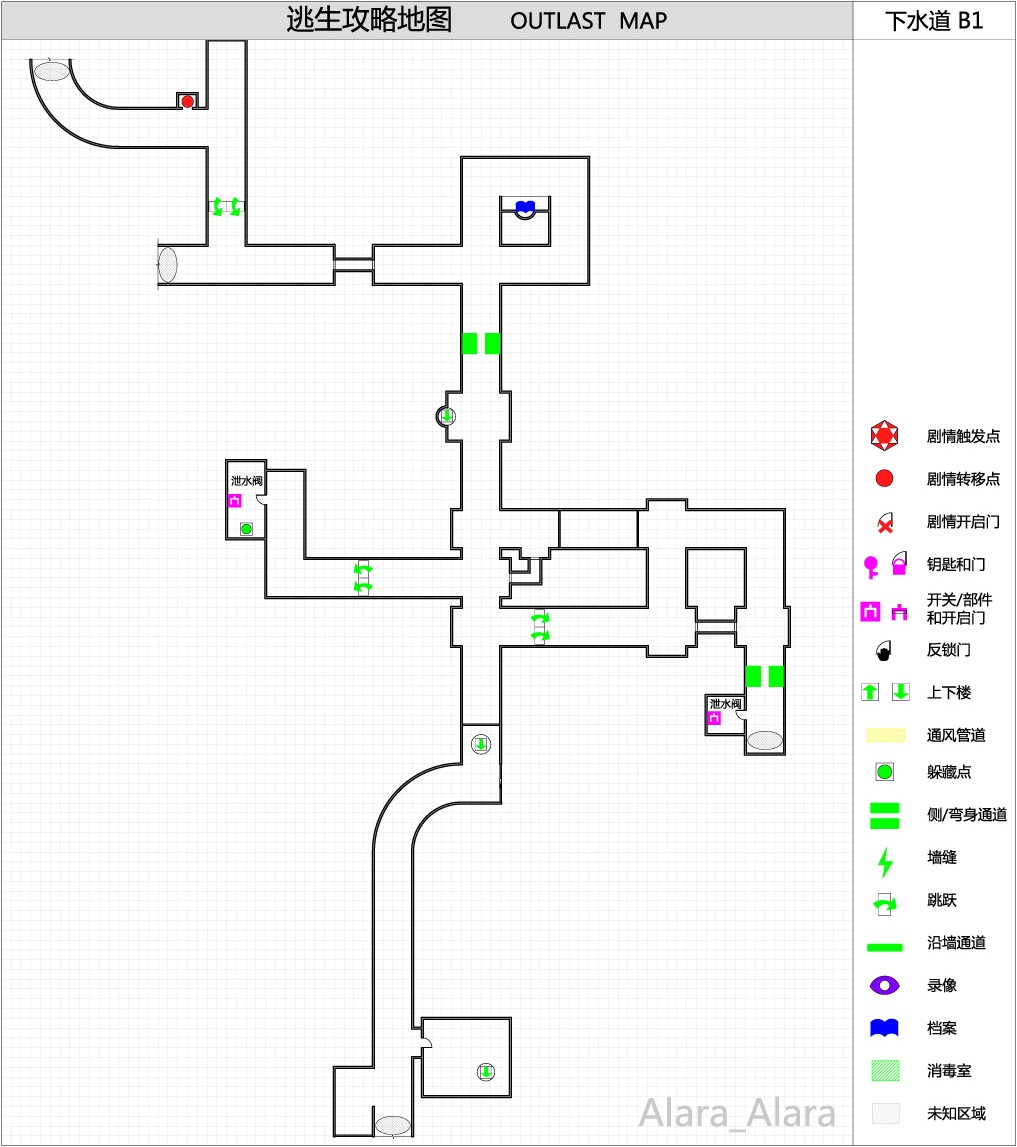 逃生攻略地图 OUTLAST MAP
下水道 B1
泄水阀
泄水阀
剧情触发点
剧情转移点
剧情开启门
钥匙和门
开关/部件
和开启门
反锁门
上下楼
通风管道
躲藏点
侧/弯身通道
墙缝
跳跃
沿墙通道
录像
档案
消毒室
未知区域
Alara_Alara